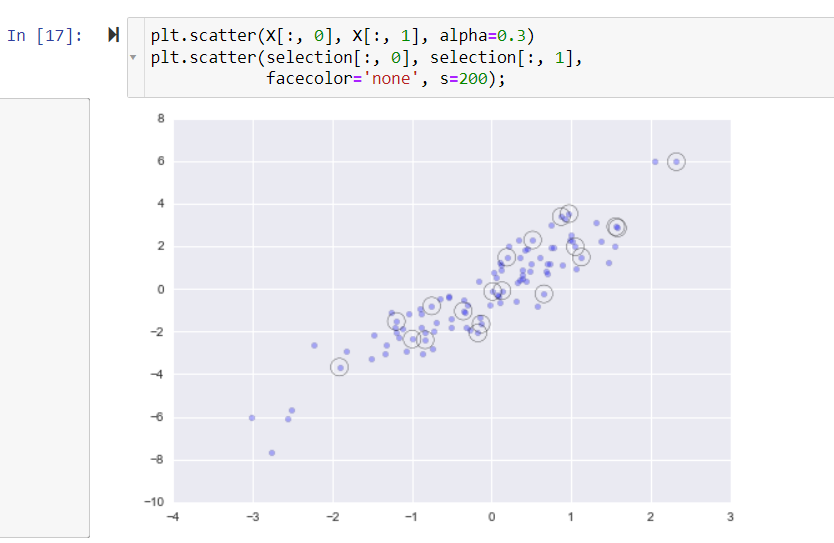 In [17]:
plt.scatter(X[:, 0], X[:, 1], alpha=0.3)
plt.scatter(selection[:, 0], selection[:, 1],
            facecolor='none', s=200);
8
6
4
2
0
−2
−4
−6
−8
−10
−4 −3 −2 −1 0 1 2 3